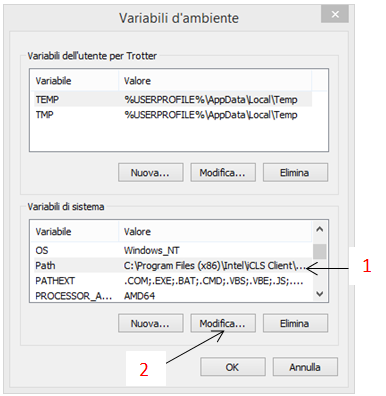 Variabili d'ambiente
Variabili dell'utente per Trotter
Variabile Valore
TEMP %USERPROFILE%\AppData\Local\Temp
TMP %USERPROFILE%\AppData\Local\Temp
Nuova... Modifica... Elimina
Variabili di sistema
Variabile Valore
OS Windows_NT
Path C:\Program Files (x86)\Intel\iCLS Client\... 1
PATHEXT .COM;.EXE;.BAT;.CMD;.VBS;.VBE;.JS;....
PROCESSOR_A... AMD64
Nuova... Modifica... Elimina
2
OK Annulla